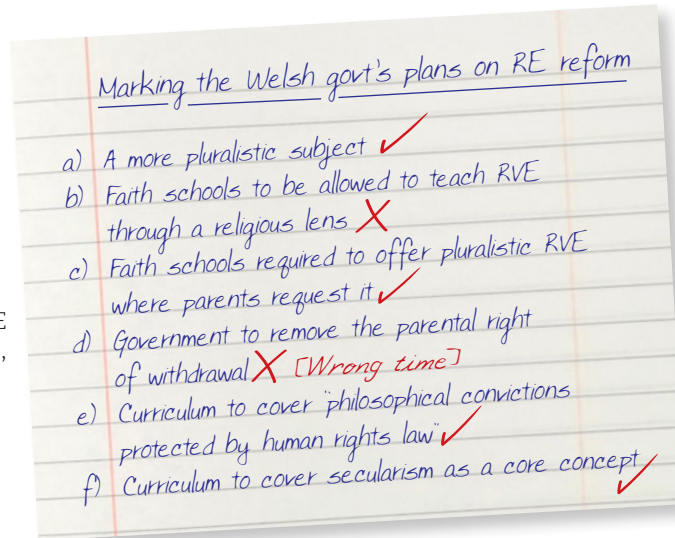 Marking the Welsh govt's plans on RE reform
a) A more pluralistic subject ✓
b) Faith schools to be allowed to teach RVE
through a religious lens X
c) Faith schools required to offer pluralistic RVE
where parents request it ✓
d) Government to remove the parental right
of withdrawal X [Wrong time]
e) Curriculum to cover "philosophical convictions
protected by human rights law" ✓
f) Curriculum to cover secularism as a core concept ✓